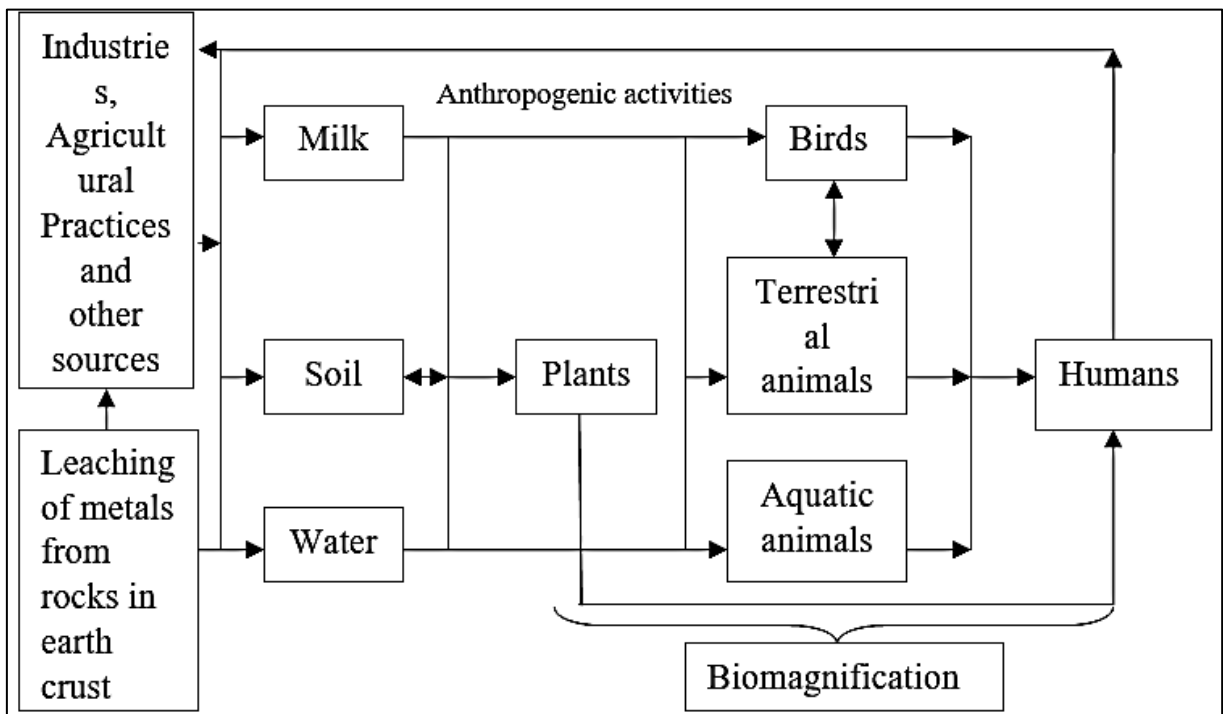 Industrie
s,
Agricult
ural
Practices
and
other
sources
Leaching
of metals
from
rocks in
earth
crust
Anthropogenic activities
Milk
Soil
Water
Plants
Birds
Terrestri
al
animals
Aquatic
animals
Humans
Biomagnification